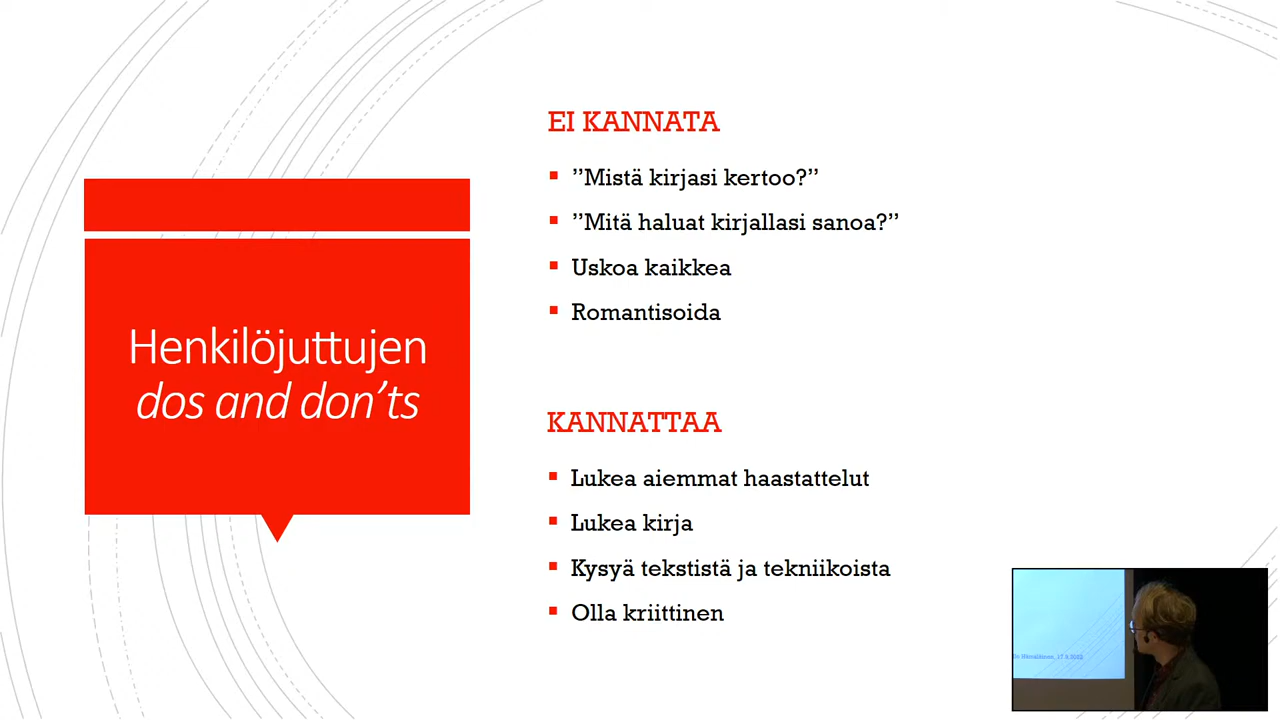 Henkilöjuttujen
dos and don’ts
EI KANNATA
”Mistä kirjasi kertoo?”
”Mitä haluat kirjallasi sanoa?”
Uskoa kaikkea
Romantisoida
KANNATTAA
Lukea aiemmat haastattelut
Lukea kirja
Kysyä tekstistä ja tekniikoista
Olla kriittinen